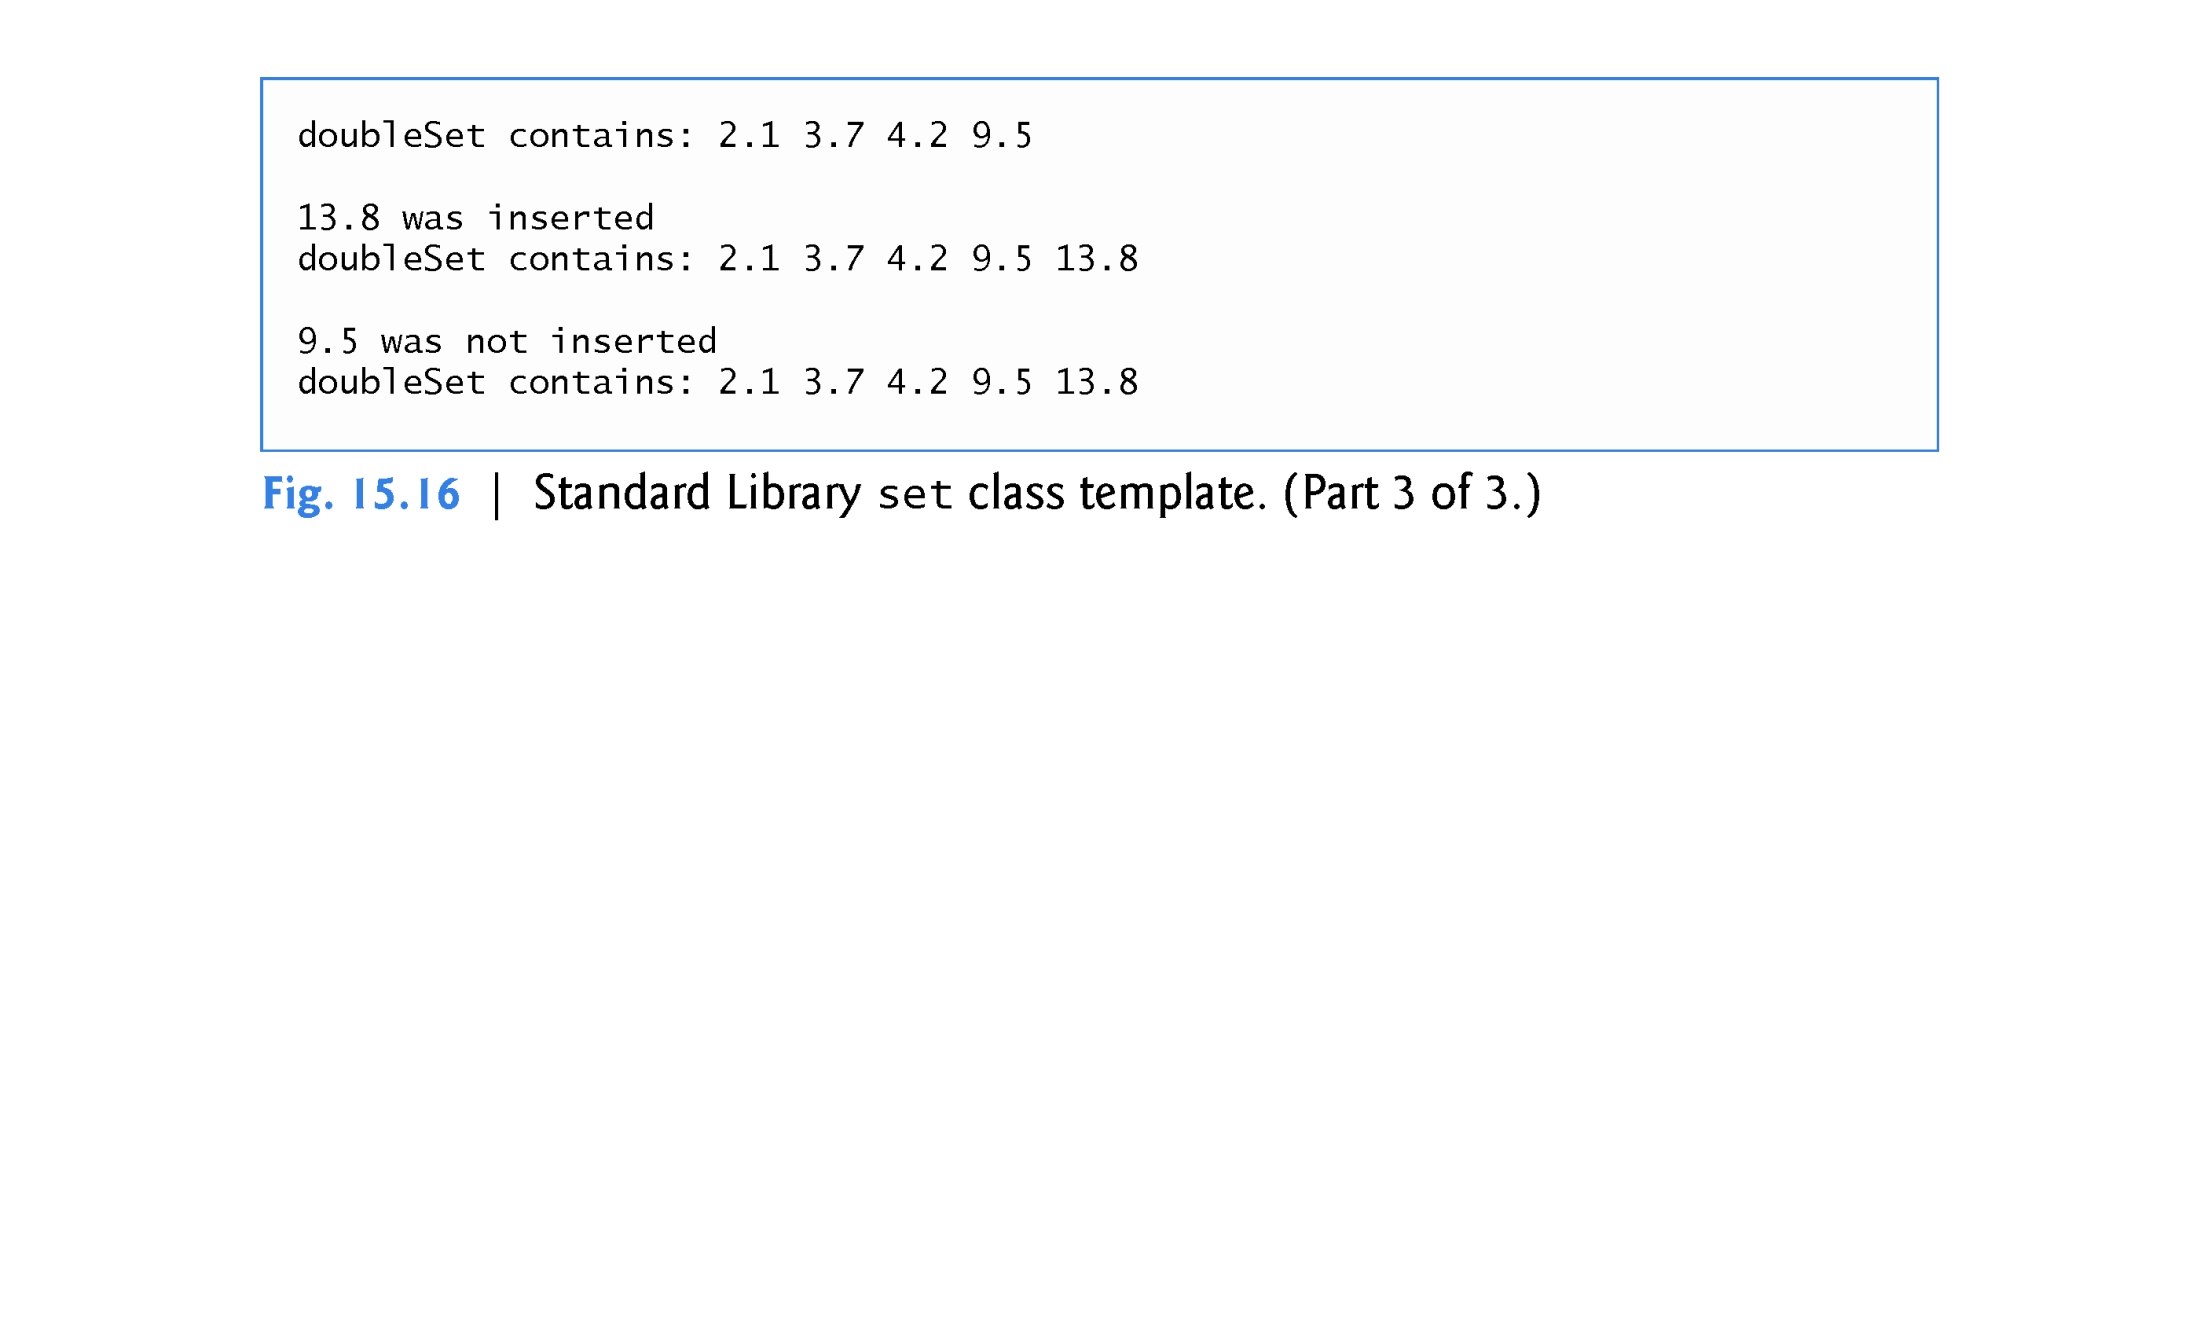 doubleSet contains: 2.1 3.7 4.2 9.5
13.8 was inserted
doubleSet contains: 2.1 3.7 4.2 9.5 13.8
9.5 was not inserted
doubleSet contains: 2.1 3.7 4.2 9.5 13.8
Fig. 15.16 | Standard Library set class template. (Part 3 of 3.)